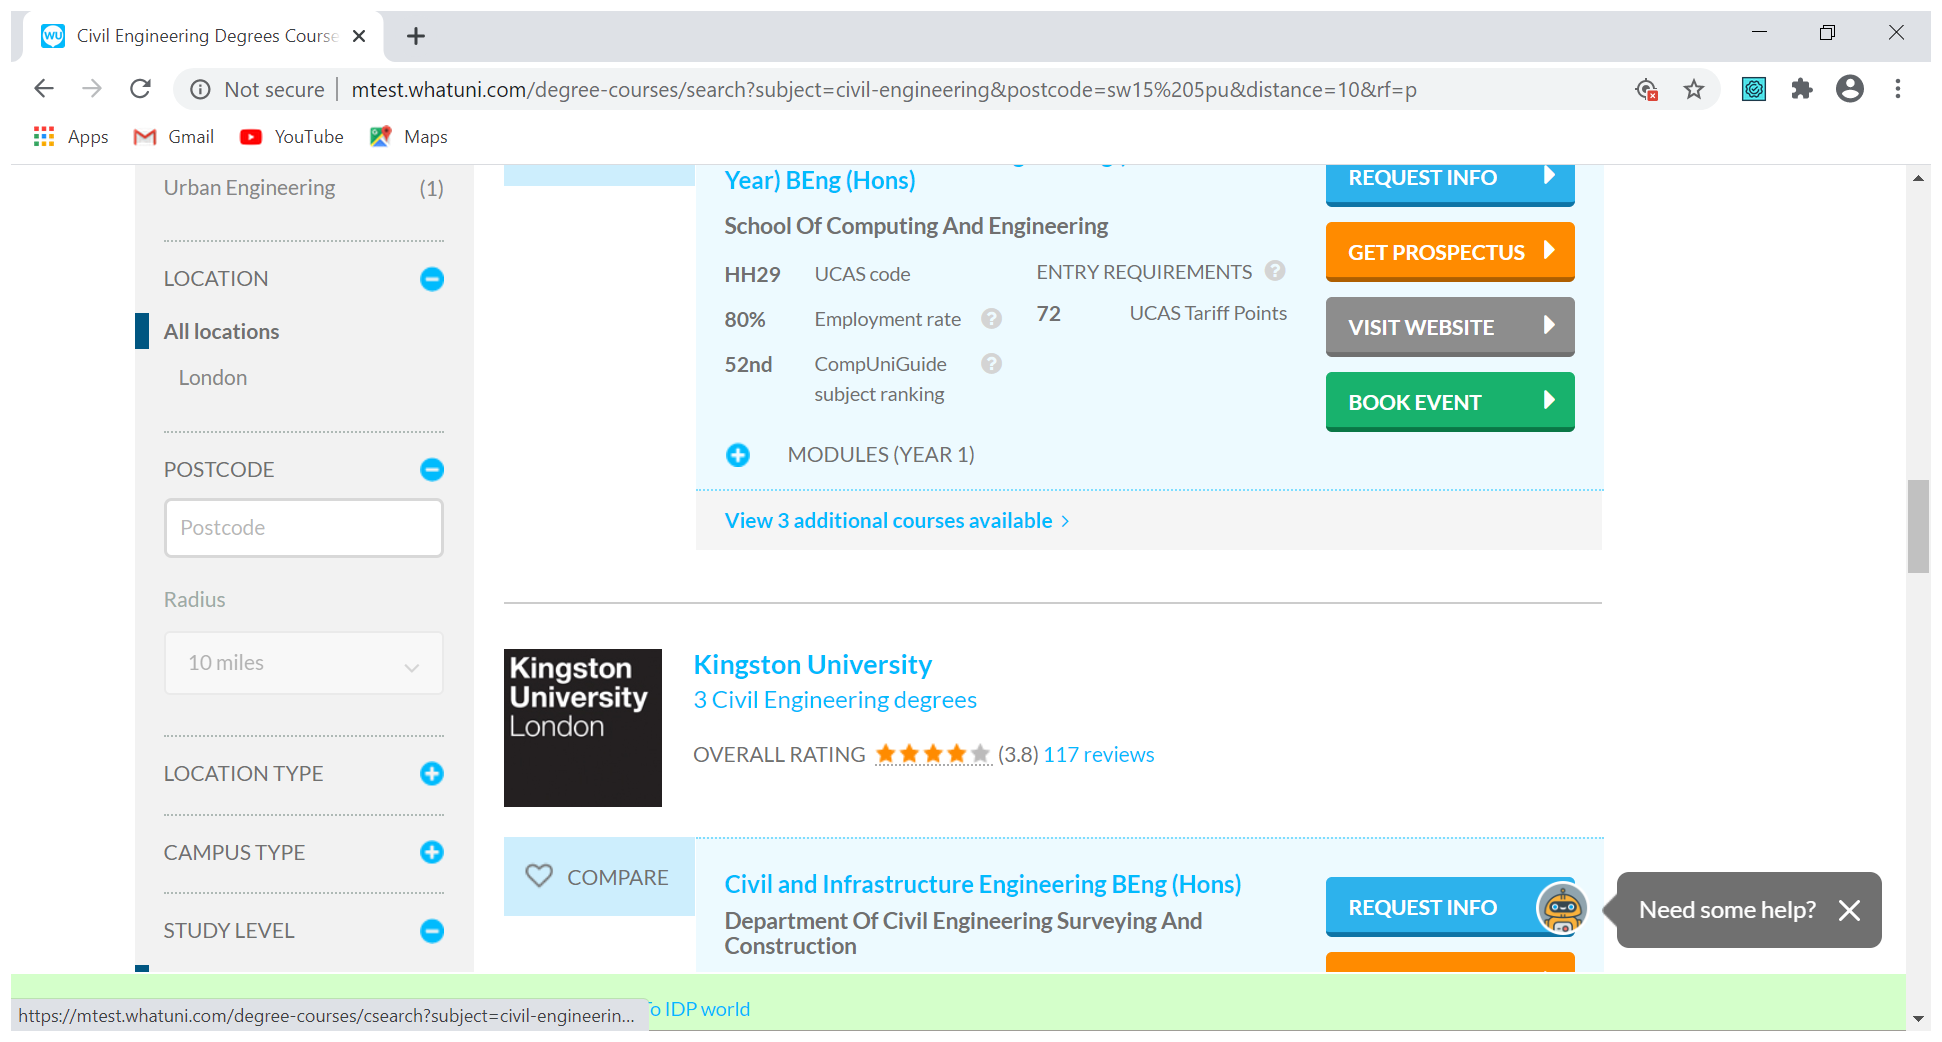 Civil Engineering Degrees Course
Not secure
mtest.whatuni.com/degree-courses/search?subject=civil-engineering&postcode=sw15%205pu&distance=10&rf=p
Apps
Gmail
YouTube
Maps
Urban Engineering (1)
LOCATION
All locations
London
POSTCODE
Postcode
Radius
10 miles
LOCATION TYPE
CAMPUS TYPE
STUDY LEVEL
Year) BEng (Hons)
School Of Computing And Engineering
HH29 UCAS code
80% Employment rate ?
52nd CompUniGuide ?
subject ranking
ENTRY REQUIREMENTS ?
72 UCAS Tariff Points
MODULES (YEAR 1)
View 3 additional courses available >
REQUEST INFO
GET PROSPECTUS
VISIT WEBSITE
BOOK EVENT
Kingston
University
London
Kingston University
3 Civil Engineering degrees
OVERALL RATING (3.8) 117 reviews
COMPARE
Civil and Infrastructure Engineering BEng (Hons)
Department Of Civil Engineering Surveying And
Construction
REQUEST INFO
Need some help?
https://mtest.whatuni.com/degree-courses/csearch?subject=civil-engineerin...
To IDP world